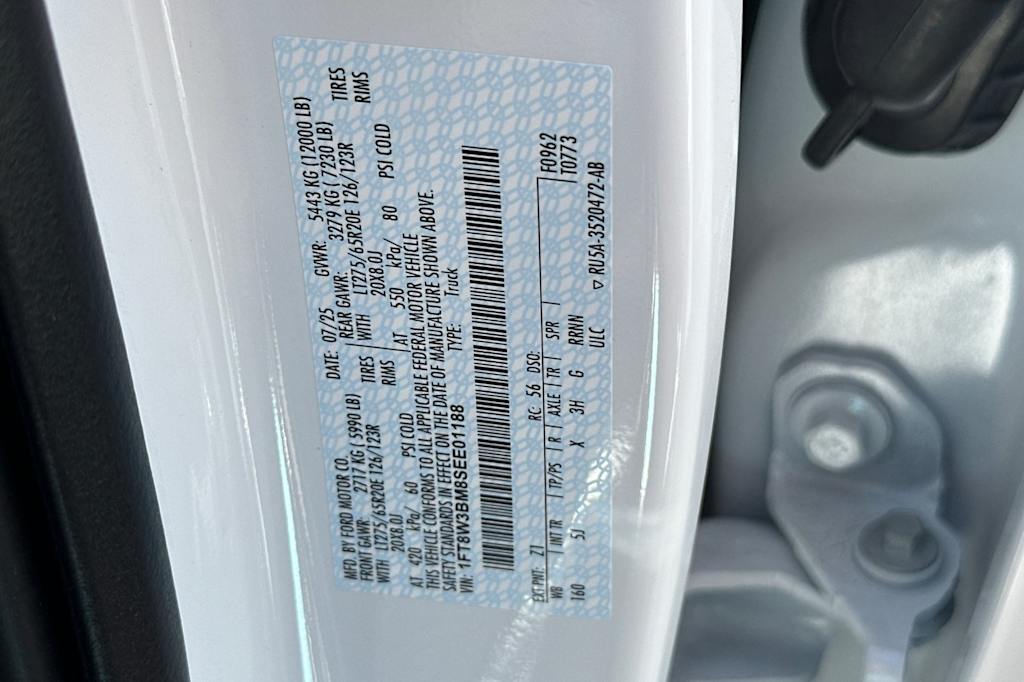 MFD. BY FORD MOTOR CO. DATE: 07/25 GVWR: 5443 KG (12000 LB)
FRONT GAWR: 2717 KG ( 5990 LB) REAR GAWR: 3279 KG ( 7230 LB)
WITH LT275/65R20E 126/123R TIRES WITH LT275/65R20E 126/123R TIRES
20X8.0J RIMS 20X8.0J RIMS
AT 420 kPa/ 60 PSI COLD AT 550 kPa/ 80 PSI COLD
THIS VEHICLE CONFORMS TO ALL APPLICABLE FEDERAL MOTOR VEHICLE
SAFETY STANDARDS IN EFFECT ON THE DATE OF MANUFACTURE SHOWN ABOVE.
VIN: 1FT8W3BM8SEE01188 TYPE: Truck
EXT PNT: Z1 RC: 56 DSO: F0962
WB INT TR TP/PS R AXLE TR SPR T0773
160 5J X 3H G RRNN
ULC RU5A-3520472-AB